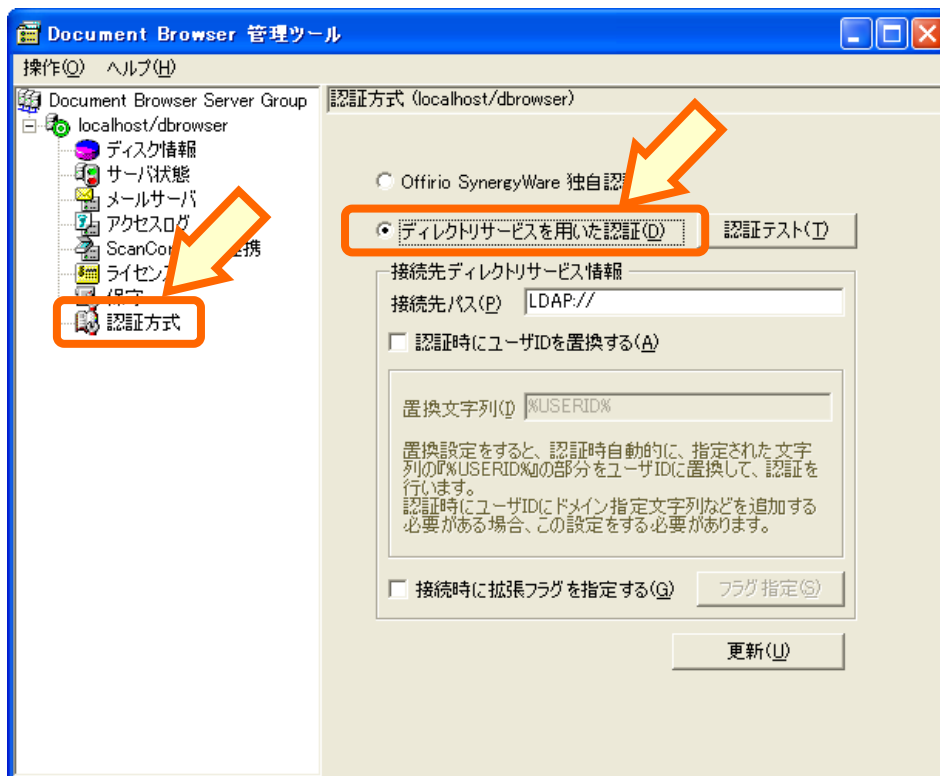 Document Browser 管理ツール
操作(O) ヘルプ(H)
Document Browser Server Group
localhost/dbrowser
ディスク情報
サーバ状態
メールサーバ
アクセスログ
携
認証方式
認証方式 (localhost/dbrowser)
Offirio SynergyWare 独自認
ディレクトリサービスを用いた認証(D)
認証テスト(T)
接続先ディレクトリサービス情報
接続先パス(P) LDAP://
認証時にユーザIDを置換する(A)
置換文字列(I) %USERID%
置換設定をすると、認証時自動的に、指定された文字
列の『%USERID%』の部分をユーザIDに置換して、認証を
行います。
認証時にユーザIDにドメイン指定文字列などを追加する
必要がある場合、この設定をする必要があります。
接続時に拡張フラグを指定する(G)
フラグ指定(S)
更新(U)